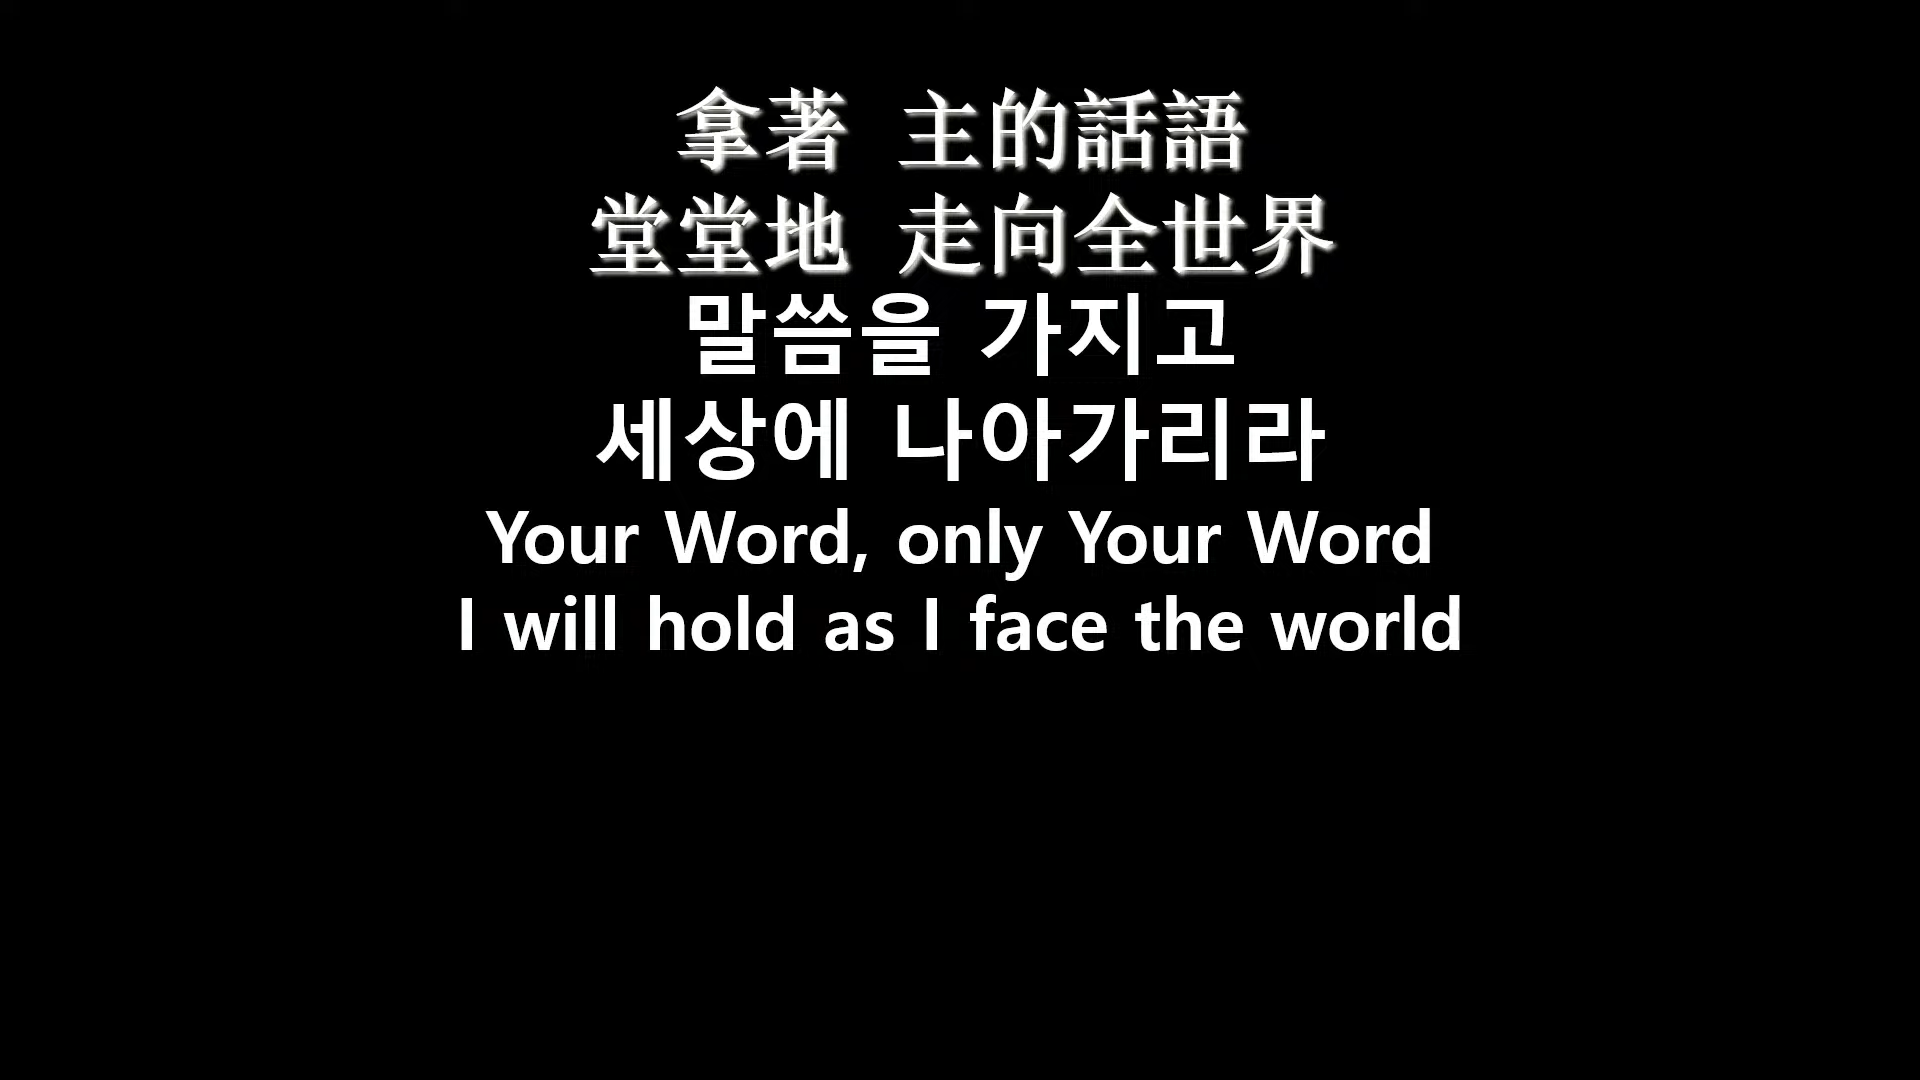 拿著 主的話語
堂堂地 走向全世界
말씀을 가지고
세상에 나아가리라
Your Word, only Your Word
I will hold as I face the world